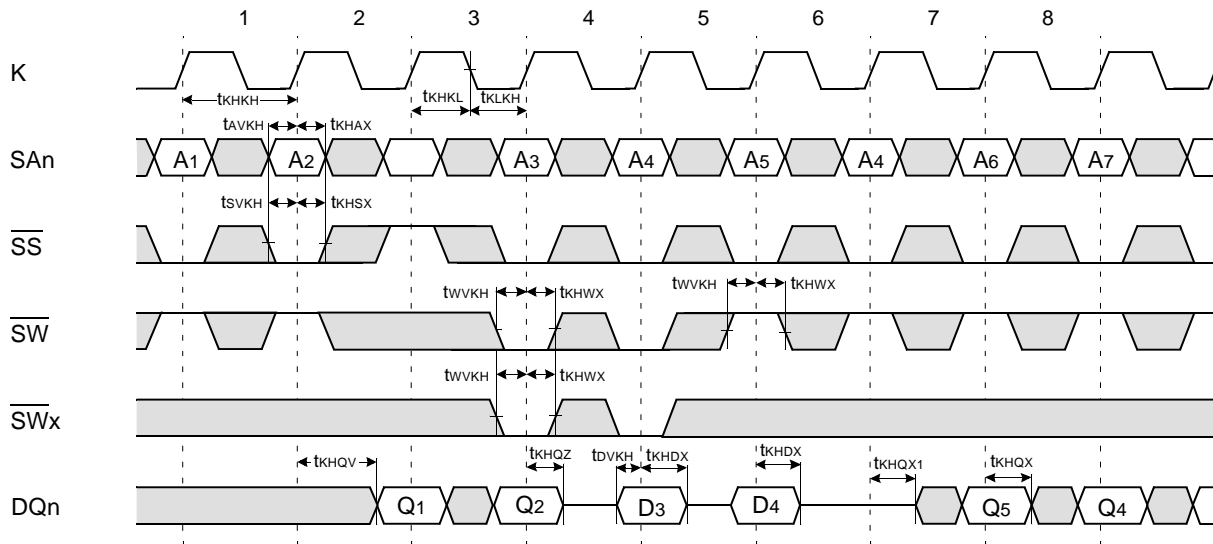 1 2 3 4 5 6 7 8
K
tKHKH tKHKL tKLKH
tAVKH tKHAX
SAn A1 A2 A3 A4 A5 A4 A6 A7
tSVKH tKHSX
SS
tWVKH tKHWX tWVKH tKHWX
SW
tWVKH tKHWX
SWx
tKHQV tKHQZ tDVKH tKHDX tKHDX tKHQX1 tKHQX
DQn Q1 Q2 D3 D4 Q5 Q4